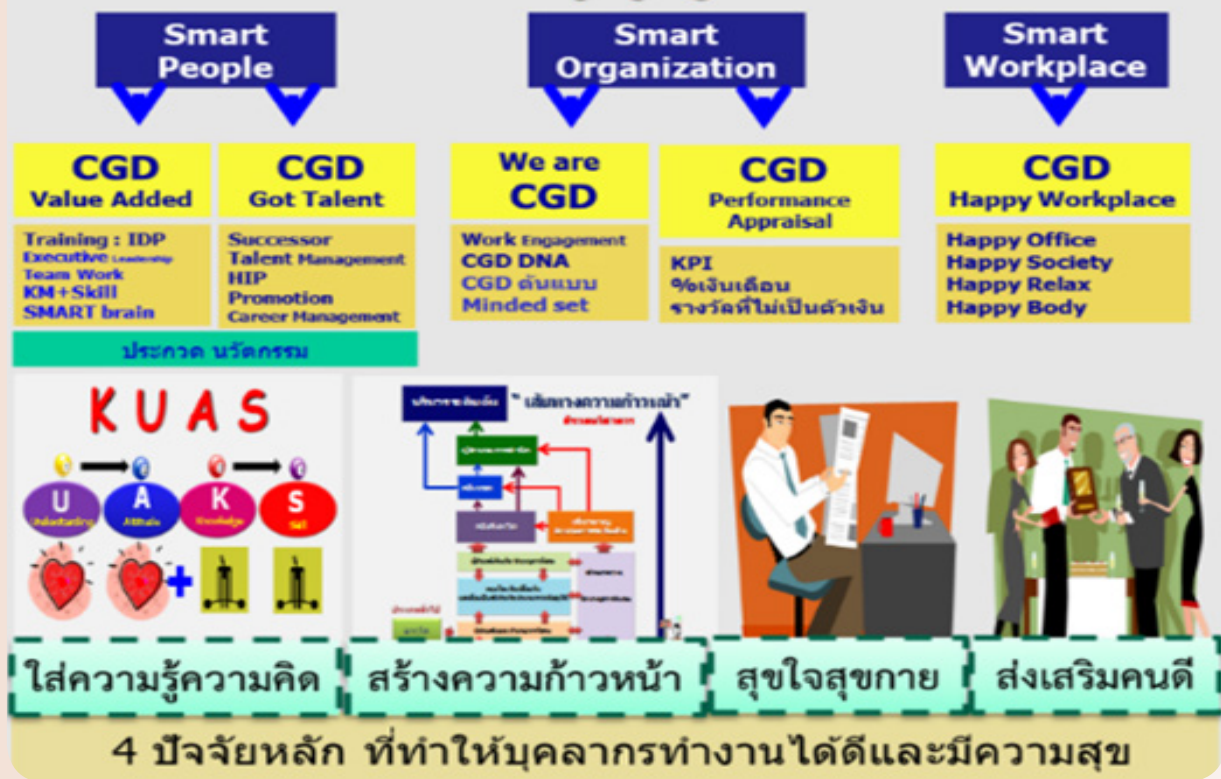 Smart
People
Smart
Organization
Smart
Workplace
CGD
Value Added
CGD
Got Talent
We are
CGD
CGD
Performance
Appraisal
CGD
Happy Workplace
Training : IDP
Executive Leadership
Team Work
KM+Skill
SMART brain
Successor
Talent Management
HIP
Promotion
Career Management
Work Engagement
CGD DNA
CGD ต้นแบบ
Minded set
KPI
%เงินเดือน
รางวัลที่ไม่เป็นตัวเงิน
Happy Office
Happy Society
Happy Relax
Happy Body
ประกวด นวัตกรรม
K U A S
U
Understanding
A
Attitude
K
Knowledge
S
Skill
"เส้นทางความก้าวหน้า"
ใส่ความรู้ความคิด
สร้างความก้าวหน้า
สุขใจสุขกาย
ส่งเสริมคนดี
4 ปัจจัยหลัก ที่ทำให้บุคลากรทำงานได้ดีและมีความสุข